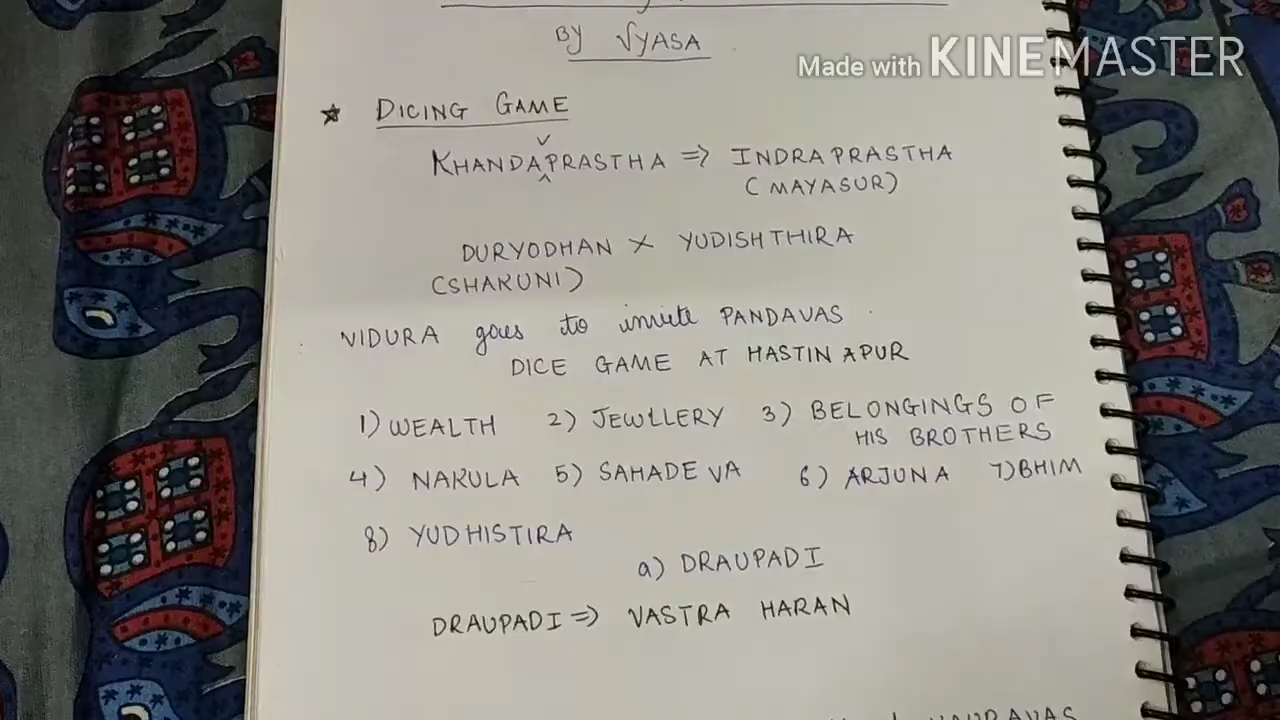 By VYASA
Made with KINEMASTER
★ DICING GAME
KHANDAPRASTHA ⇒ INDRAPRASTHA
(MAYASUR)
DURYODHAN X YUDISHTHIRA
(SHAKUNI)
VIDURA goes to invite PANDAVAS
DICE GAME AT HASTINAPUR
1) WEALTH 2) JEWLLERY 3) BELONGINGS OF
HIS BROTHERS
4) NAKULA 5) SAHADEVA 6) ARJUNA 7) BHIM
8) YUDHISTIRA
a) DRAUPADI
DRAUPADI ⇒ VASTRA HARAN